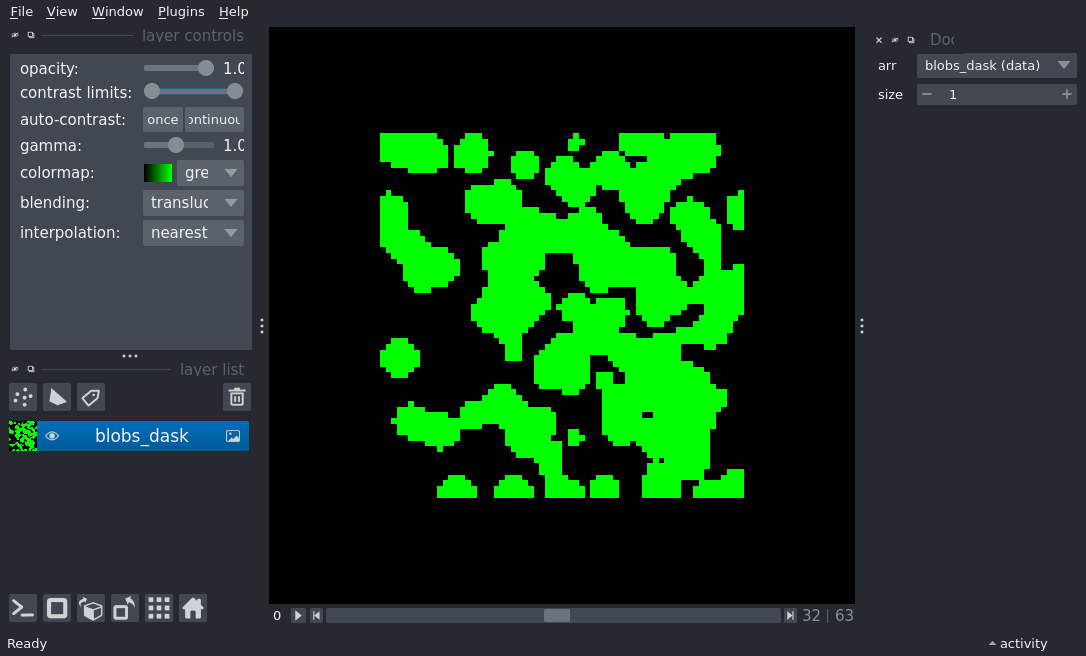 File View Window Plugins Help
layer controls
opacity: 1.0
contrast limits:
auto-contrast: once ontinuou
gamma: 1.0
colormap: gre
blending: transluc
interpolation: nearest
layer list
blobs_dask
0 32 | 63
Ready
Doc
arr blobs_dask (data)
size 1
activity